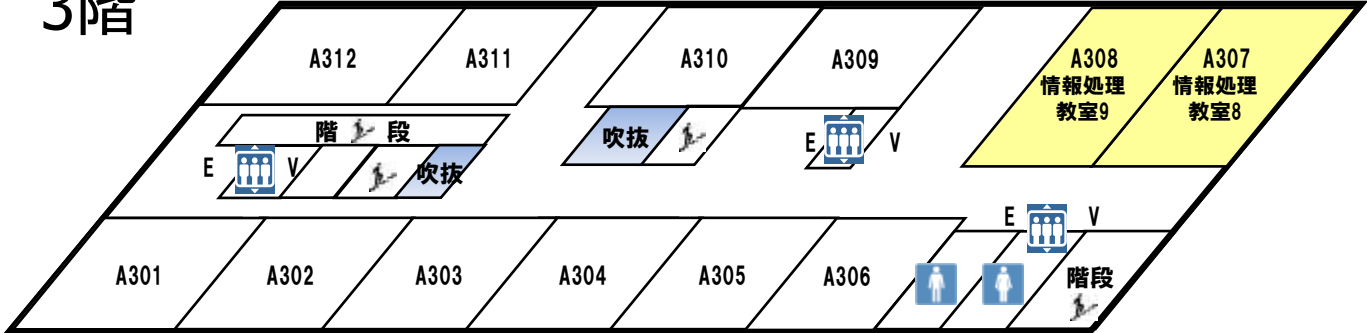 3階
A312
A311
A310
A309
A308
情報処理
教室9
A307
情報処理
教室8
階 段
吹抜
E V
E V
吹抜
E V
A301
A302
A303
A304
A305
A306
階段